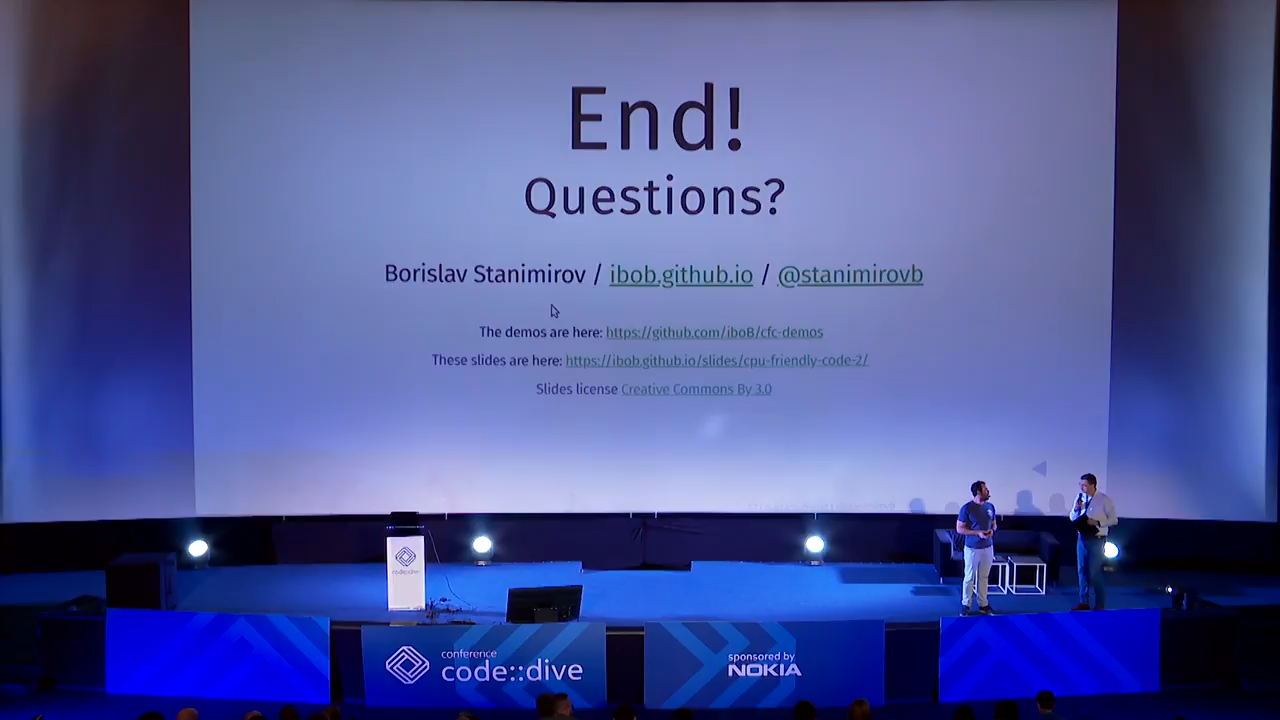 End!
Questions?
Borislav Stanimirov / ibob.github.io / @stanimirovb
The demos are here: https://github.com/iboB/cfc-demos
These slides are here: https://ibob.github.io/slides/cpu-friendly-code-2/
Slides license Creative Commons By 3.0
code::dive
conference
code::dive
sponsored by
NOKIA